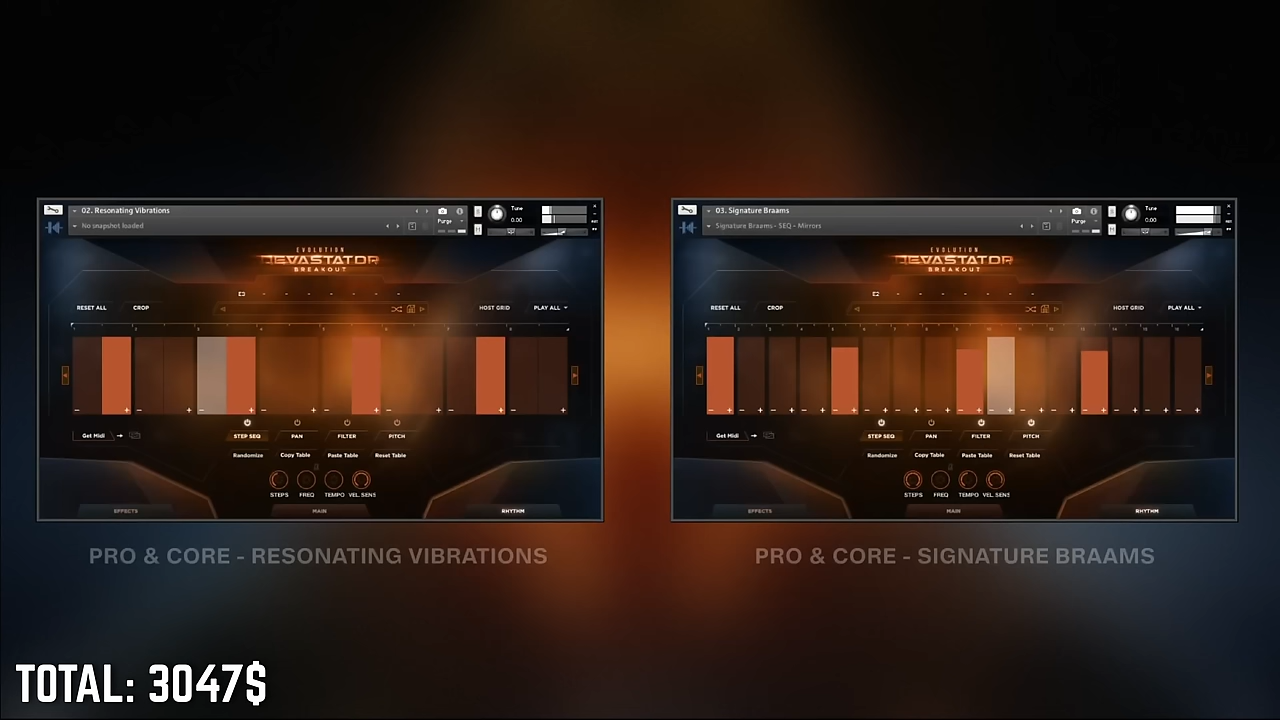 02. Resonating Vibrations
Purge
Tune
0.00
No snapshot loaded
EVOLUTION
DEVASTATOR
BREAKOUT
E3
RESET ALL CROP HOST GRID PLAY ALL
Get Midi
STEP SEQ PAN FILTER PITCH
Randomize Copy Table Paste Table Reset Table
STEPS FREQ TEMPO VEL. SENS
EFFECTS MAIN RHYTHM
PRO & CORE - RESONATING VIBRATIONS
03. Signature Braams
Purge
Tune
0.00
Signature Braams - SEQ - Mirrors
EVOLUTION
DEVASTATOR
BREAKOUT
E2
RESET ALL CROP HOST GRID PLAY ALL
Get Midi
STEP SEQ PAN FILTER PITCH
Randomize Copy Table Paste Table Reset Table
STEPS FREQ TEMPO VEL. SENS
EFFECTS MAIN RHYTHM
PRO & CORE - SIGNATURE BRAAMS
TOTAL: 3047$